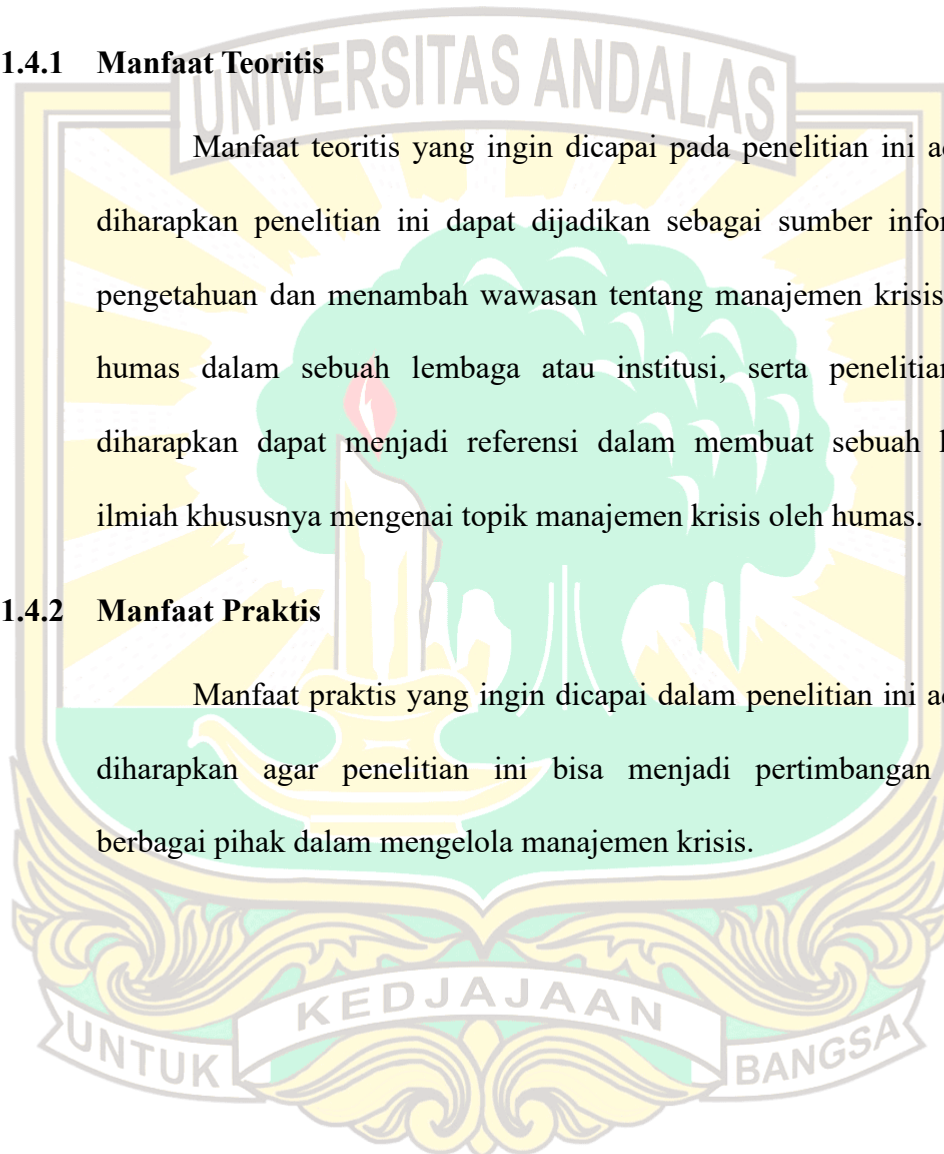 UNIVERSITAS ANDALAS
1.4.1 Manfaat Teoritis
Manfaat teoritis yang ingin dicapai pada penelitian ini
diharapkan penelitian ini dapat dijadikan sebagai sumber
pengetahuan dan menambah wawasan tentang manajemen krisis
humas dalam sebuah lembaga atau institusi, serta penelitian
diharapkan dapat menjadi referensi dalam membuat sebuah
ilmiah khususnya mengenai topik manajemen krisis oleh humas.
1.4.2 Manfaat Praktis
Manfaat praktis yang ingin dicapai dalam penelitian ini
diharapkan agar penelitian ini bisa menjadi pertimbangan
berbagai pihak dalam mengelola manajemen krisis.
UNTUK KEDJAJAAN BANGSA